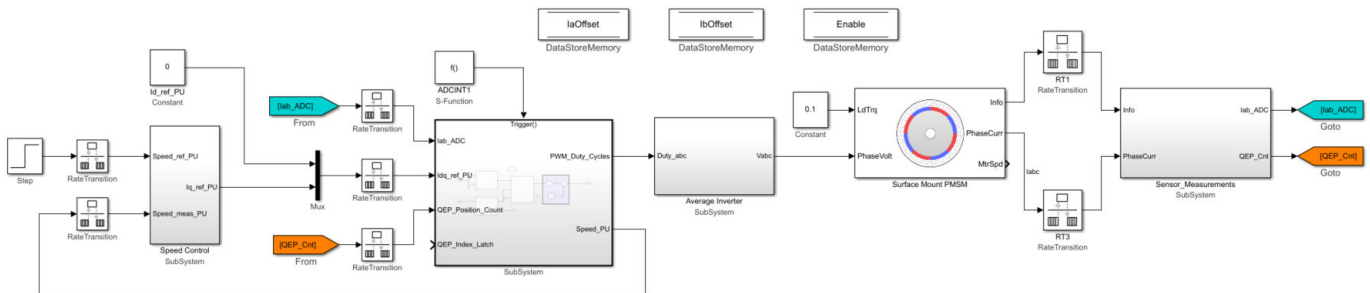 IaOffset
DataStoreMemory
IbOffset
DataStoreMemory
Enable
DataStoreMemory
0
Id_ref_PU
Constant
f()
ADCINT1
S-Function
[Iab_ADC]
From
RateTransition
Step
RateTransition
RateTransition
Speed_ref_PU
Iq_ref_PU
Speed_meas_PU
Speed Control
SubSystem
Mux
RateTransition
[QEP_Cnt]
From
RateTransition
Trigger()
Iab_ADC
PWM_Duty_Cycles
Idq_ref_PU
QEP_Position_Count
Speed_PU
QEP_Index_Latch
SubSystem
Duty_abc
Vabc
Average Inverter
SubSystem
0.1
Constant
LdTrq
Info
PhaseCurr
PhaseVolt
MtrSpd
Surface Mount PMSM
Iabc
RT1
RateTransition
RT3
RateTransition
Info
Iab_ADC
PhaseCurr
QEP_Cnt
Sensor_Measurements
SubSystem
[Iab_ADC]
Goto
[QEP_Cnt]
Goto